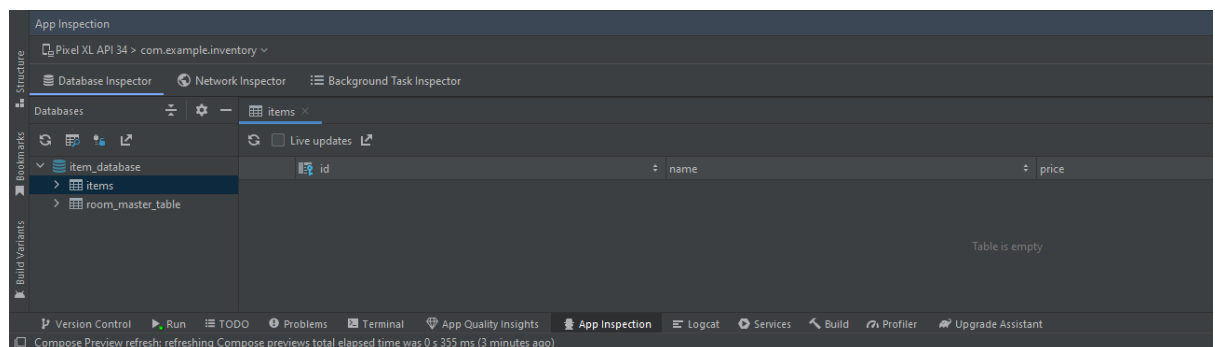 App Inspection
Pixel XL API 34 > com.example.inventory
Database Inspector Network Inspector Background Task Inspector
Databases
items
Live updates
item_database
id name price
items
room_master_table
Table is empty
Structure
Bookmarks
Build Variants
Version Control Run TODO Problems Terminal App Quality Insights App Inspection Logcat Services Build Profiler Upgrade Assistant
Compose Preview refresh: refreshing Compose previews total elapsed time was 0 s 355 ms (3 minutes ago)